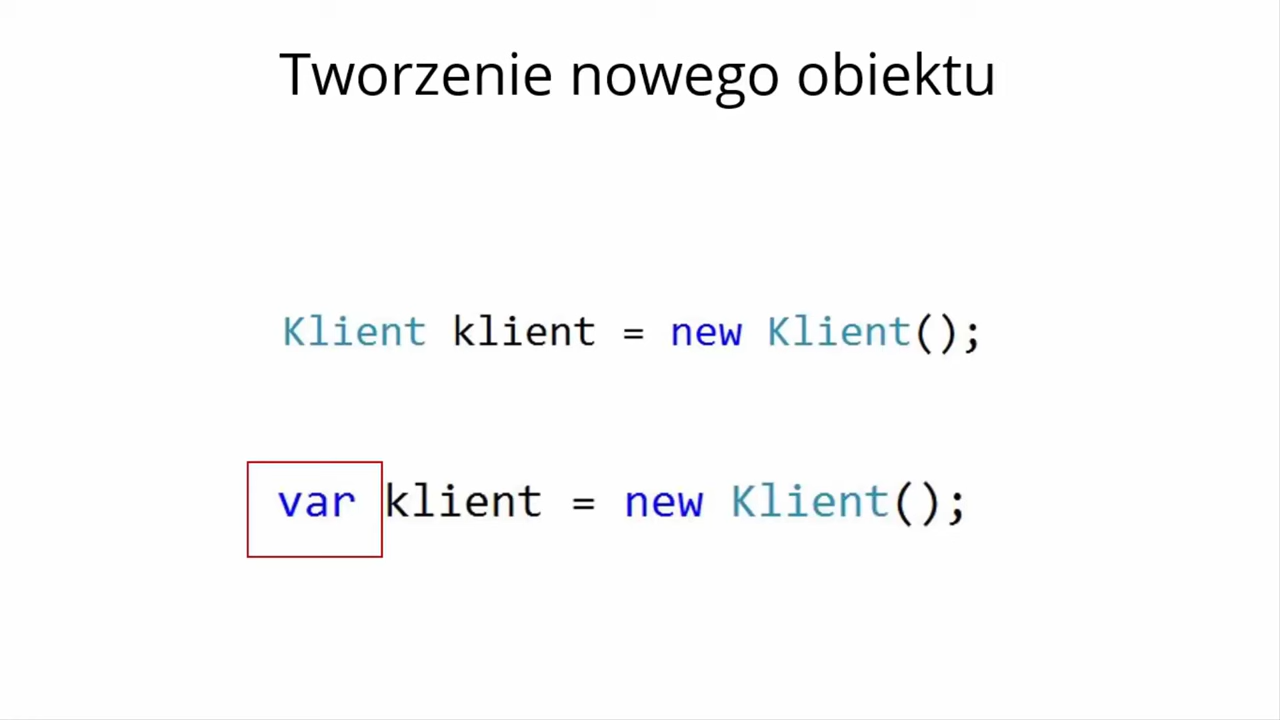 Tworzenie nowego obiektu
Klient klient = new Klient();
var klient = new Klient();